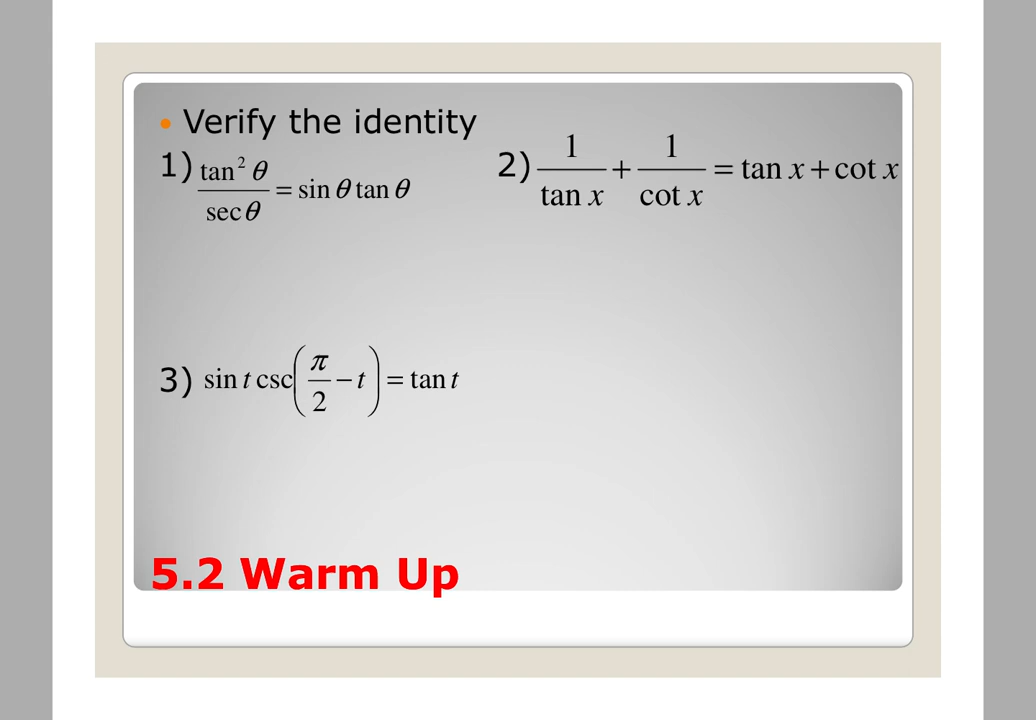 Verify the identity
1) tan² θ / sec θ = sin θ tan θ
2) 1 / tan x + 1 / cot x = tan x + cot x
3) sin t csc(π/2 − t) = tan t
5.2 Warm Up